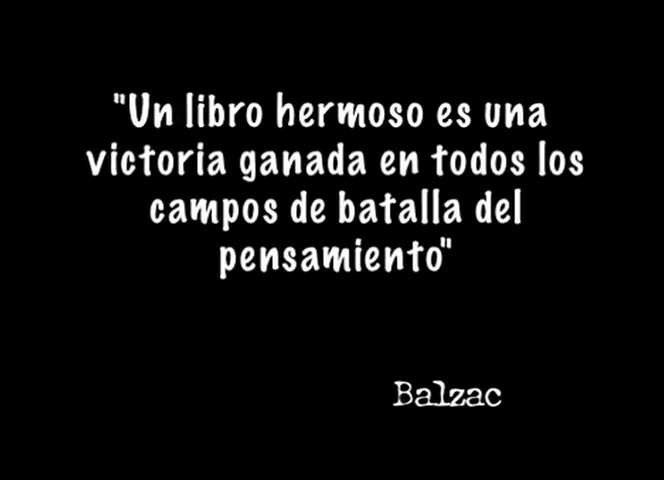 "Un libro hermoso es una
victoria ganada en todos los
campos de batalla del
pensamiento"
Balzac